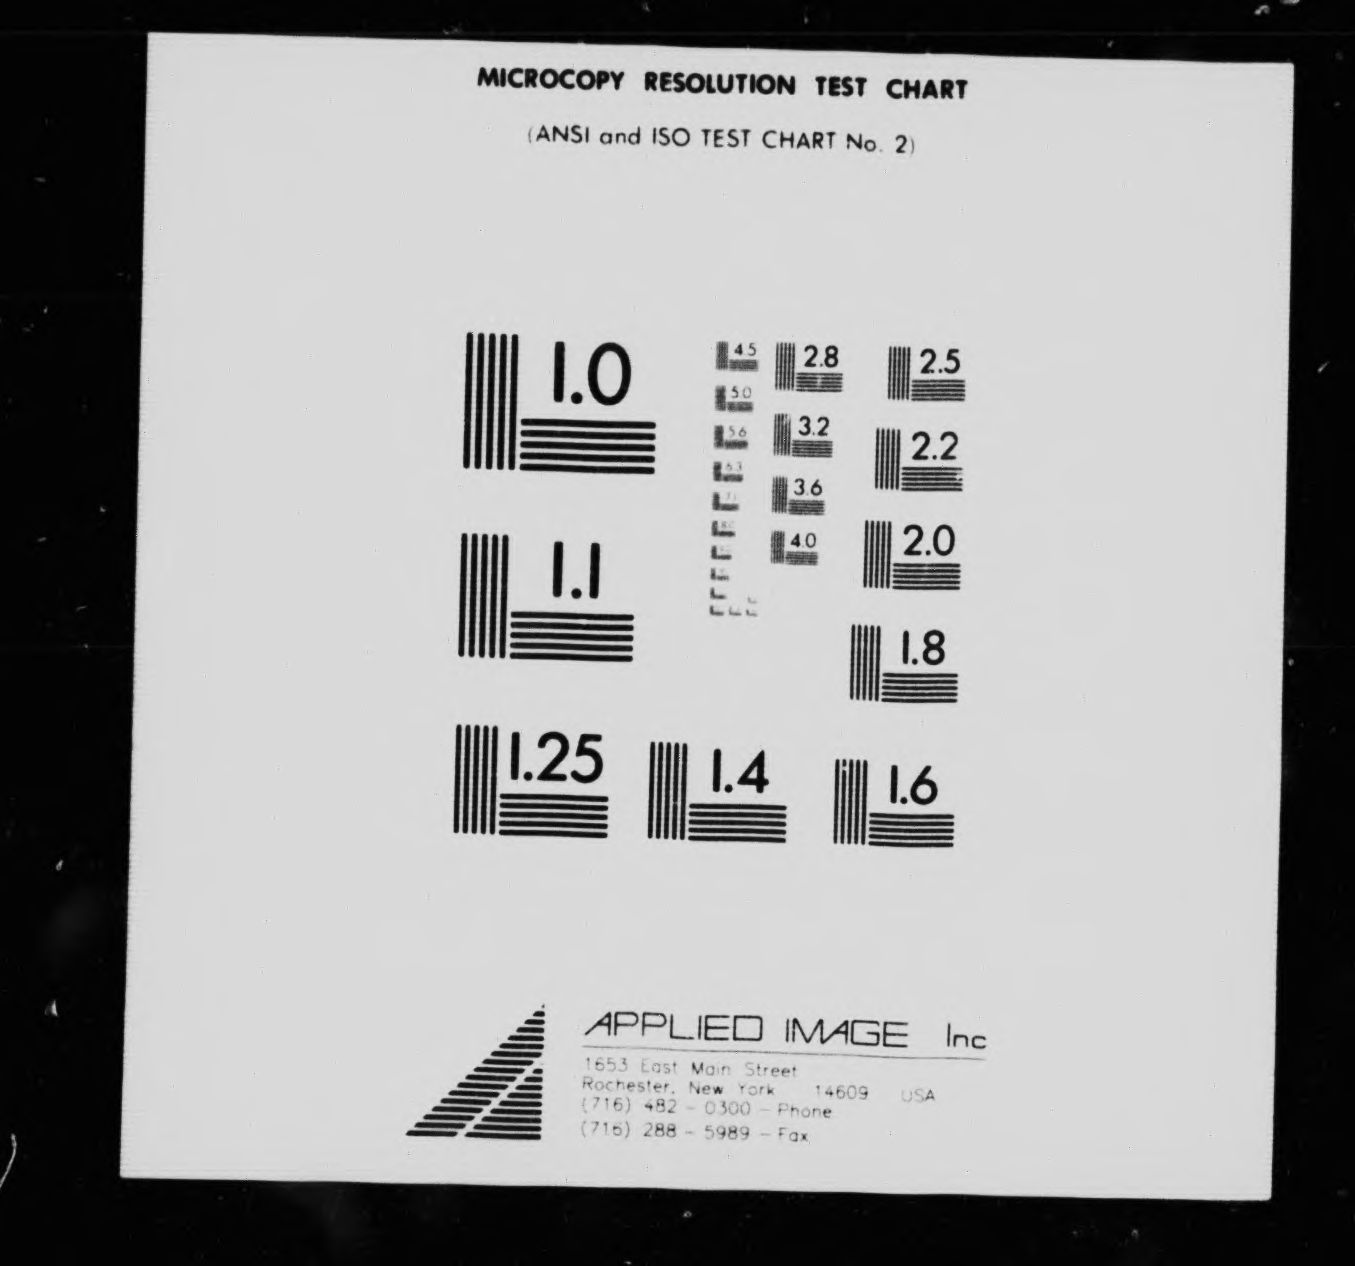 MICROCOPY RESOLUTION TEST CHART
(ANSI and ISO TEST CHART No. 2)
1.0
1.1
1.25
1.4
1.6
1.8
2.0
2.2
2.5
2.8
3.2
3.6
4.0
4.5
5.0
5.6
6.3
APPLIED IMAGE Inc
1653 East Main Street
Rochester, New York 14609 USA
(716) 482 - 0300 - Phone
(716) 288 - 5989 - Fax